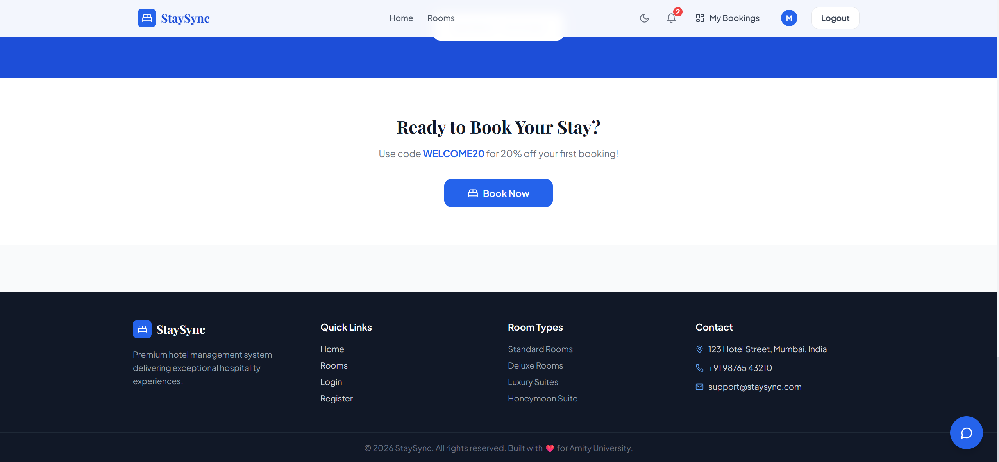 StaySync
Home
Rooms
2
My Bookings
M
Logout
Ready to Book Your Stay?
Use code WELCOME20 for 20% off your first booking!
Book Now
StaySync
Premium hotel management system
delivering exceptional hospitality
experiences.
Quick Links
Home
Rooms
Login
Register
Room Types
Standard Rooms
Deluxe Rooms
Luxury Suites
Honeymoon Suite
Contact
123 Hotel Street, Mumbai, India
+91 98765 43210
support@staysync.com
© 2026 StaySync. All rights reserved. Built with ❤️ for Amity University.